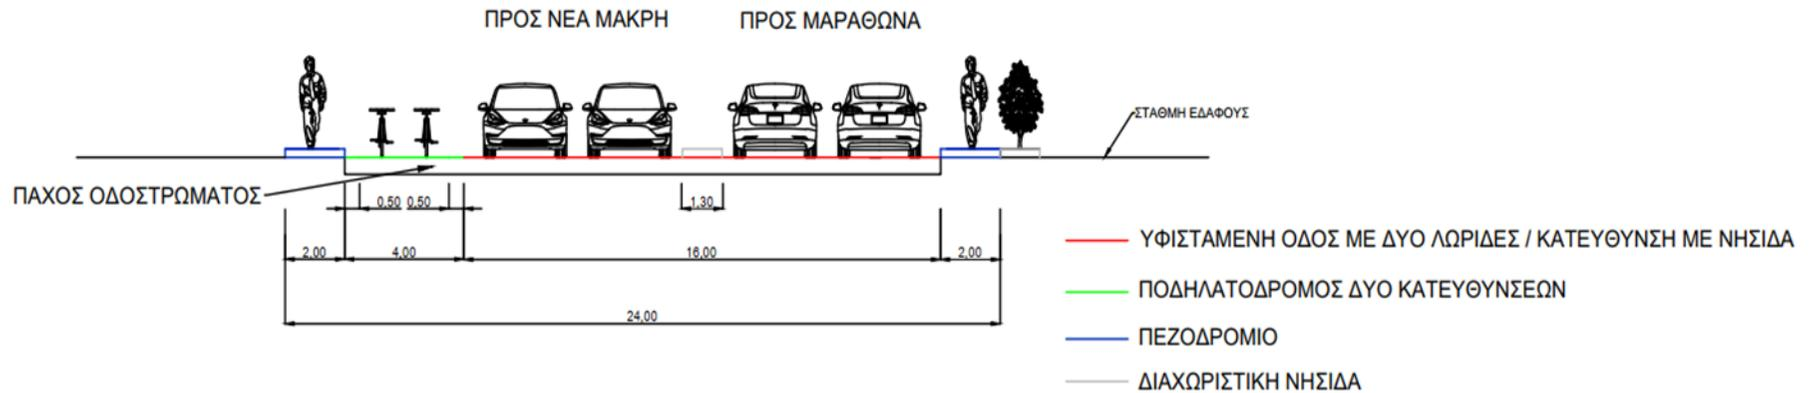 ΠΡΟΣ ΝΕΑ ΜΑΚΡΗ
ΠΡΟΣ ΜΑΡΑΘΩΝΑ
ΣΤΑΘΜΗ ΕΔΑΦΟΥΣ
ΠΑΧΟΣ ΟΔΟΣΤΡΩΜΑΤΟΣ
0,50 0,50
1,30
2,00
4,00
16,00
2,00
24,00
ΥΦΙΣΤΑΜΕΝΗ ΟΔΟΣ ΜΕ ΔΥΟ ΛΩΡΙΔΕΣ / ΚΑΤΕΥΘΥΝΣΗ ΜΕ ΝΗΣΙΔΑ
ΠΟΔΗΛΑΤΟΔΡΟΜΟΣ ΔΥΟ ΚΑΤΕΥΘΥΝΣΕΩΝ
ΠΕΖΟΔΡΟΜΙΟ
ΔΙΑΧΩΡΙΣΤΙΚΗ ΝΗΣΙΔΑ